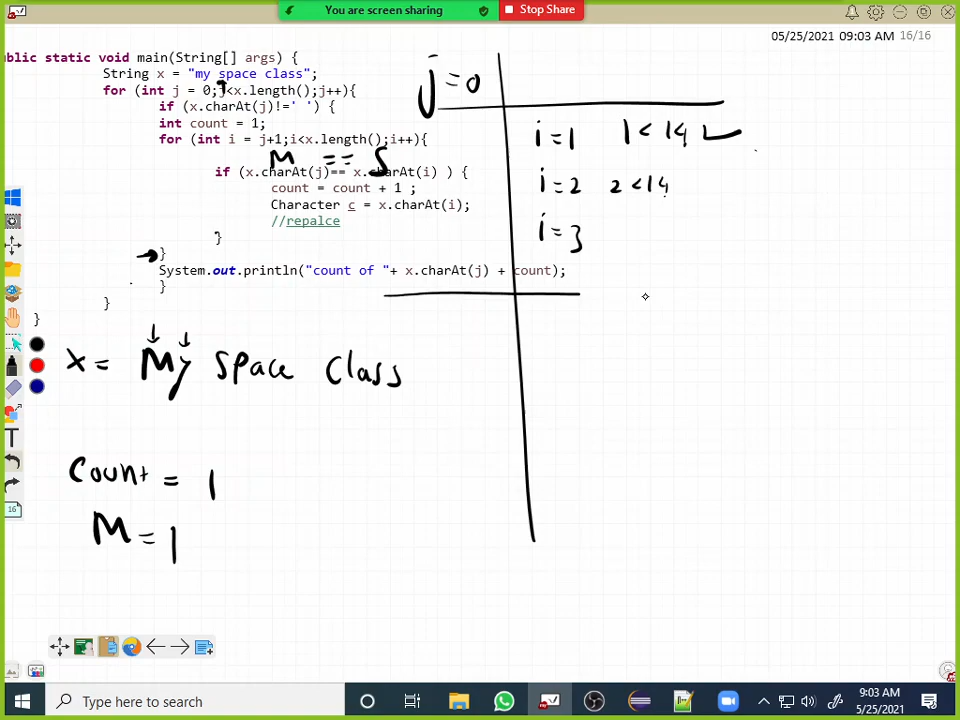 You are screen sharing
Stop Share
05/25/2021 09:03 AM 16/16
ublic static void main(String[] args) {
String x = "my space class";
for (int j = 0;j<x.length();j++){
if (x.charAt(j)!=' ') {
int count = 1;
for (int i = j+1;i<x.length();i++){
M == S
if (x.charAt(j)== x.charAt(i) ) {
count = count + 1 ;
Character c = x.charAt(i);
//repalce
}
}
System.out.println("count of "+ x.charAt(j) + count);
}
}
}
j = 0
i = 1 1 < 14
i = 2 2 < 14
i = 3
x = My space class
count = 1
M = 1
T
16
Type here to search
9:03 AM
5/25/2021